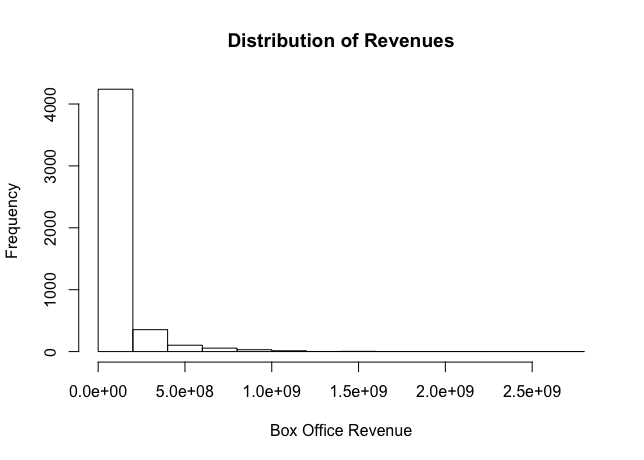 Distribution of Revenues
Frequency
4000
3000
2000
1000
0
0.0e+00 5.0e+08 1.0e+09 1.5e+09 2.0e+09 2.5e+09
Box Office Revenue